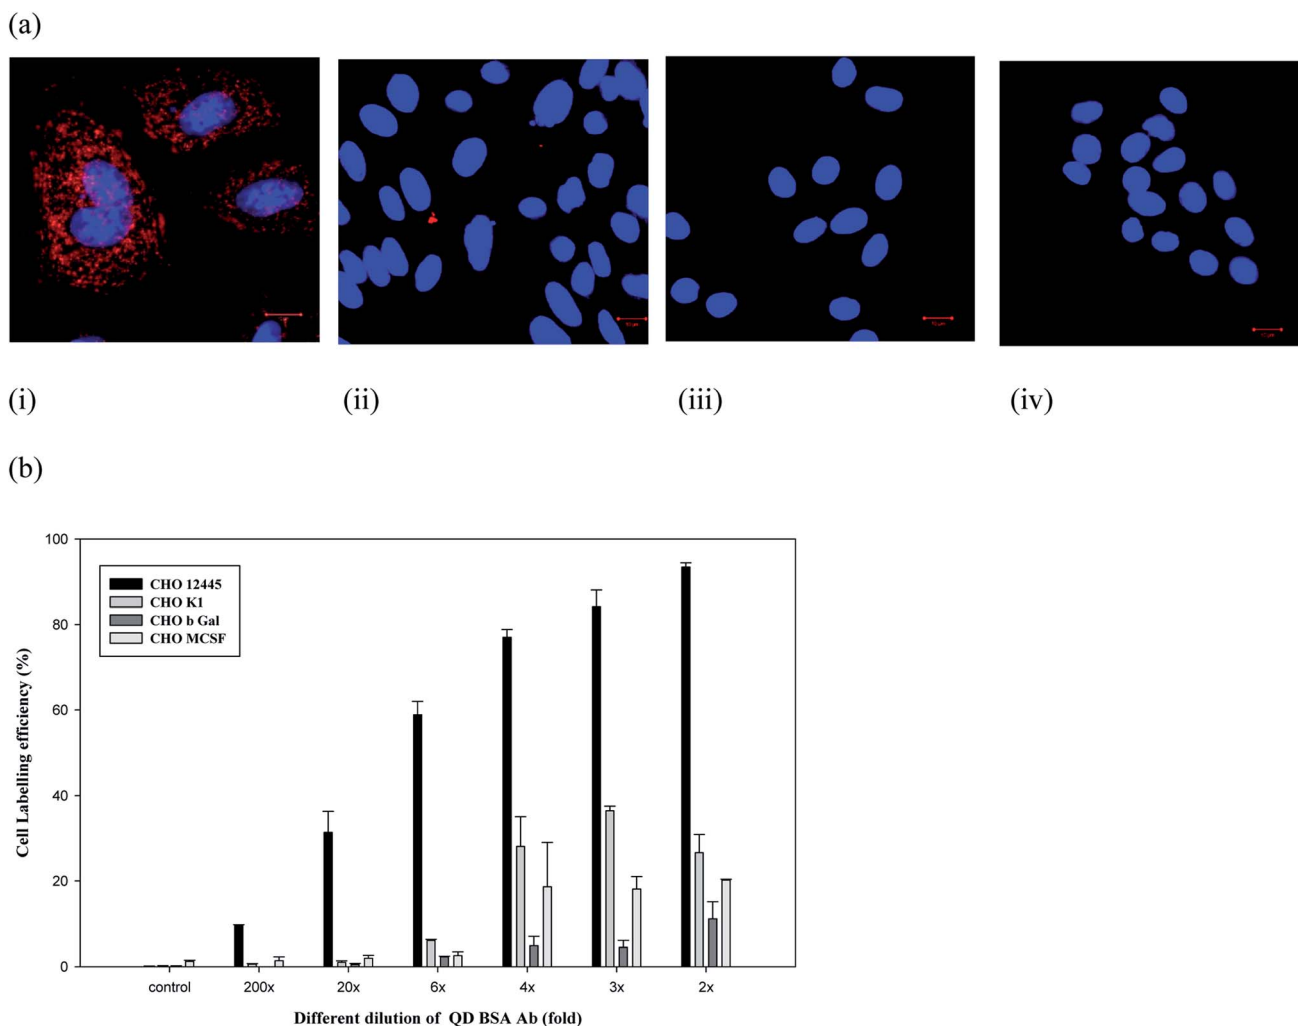 (a)
(i) (ii) (iii) (iv)
(b)
100
80
60
40
20
0
Cell Labelling efficiency (%)
CHO 12445
CHO K1
CHO b Gal
CHO MCSF
control 200x 20x 6x 4x 3x 2x
Different dilution of QD BSA Ab (fold)